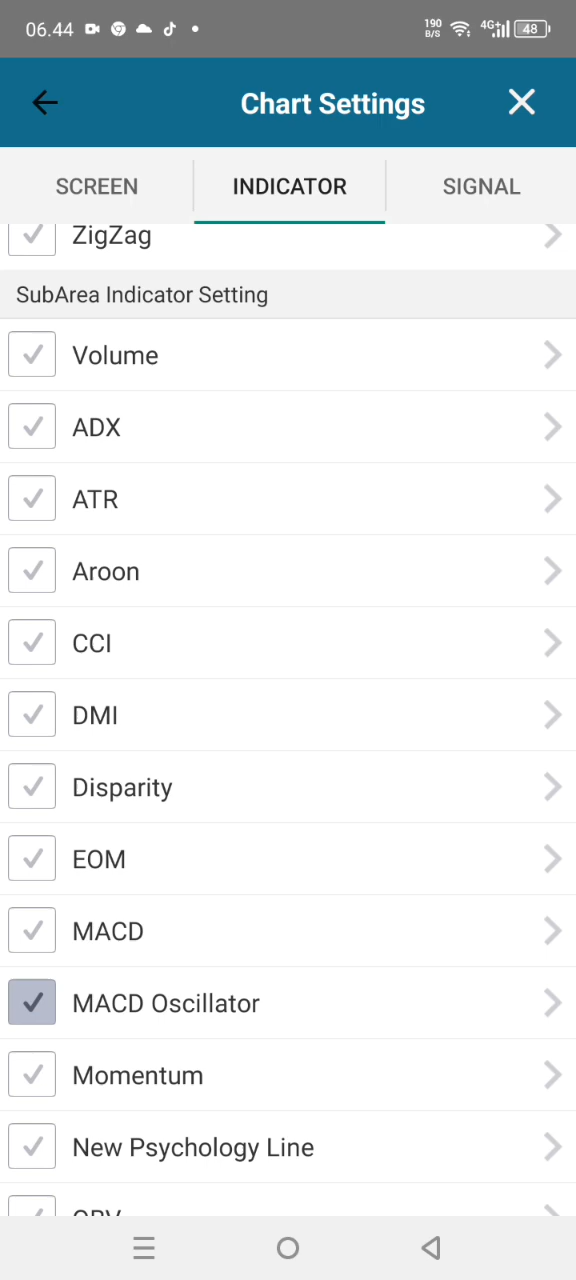 06.44
190
B/S
4G+
48
Chart Settings
SCREEN
INDICATOR
SIGNAL
ZigZag
SubArea Indicator Setting
Volume
ADX
ATR
Aroon
CCI
DMI
Disparity
EOM
MACD
MACD Oscillator
Momentum
New Psychology Line